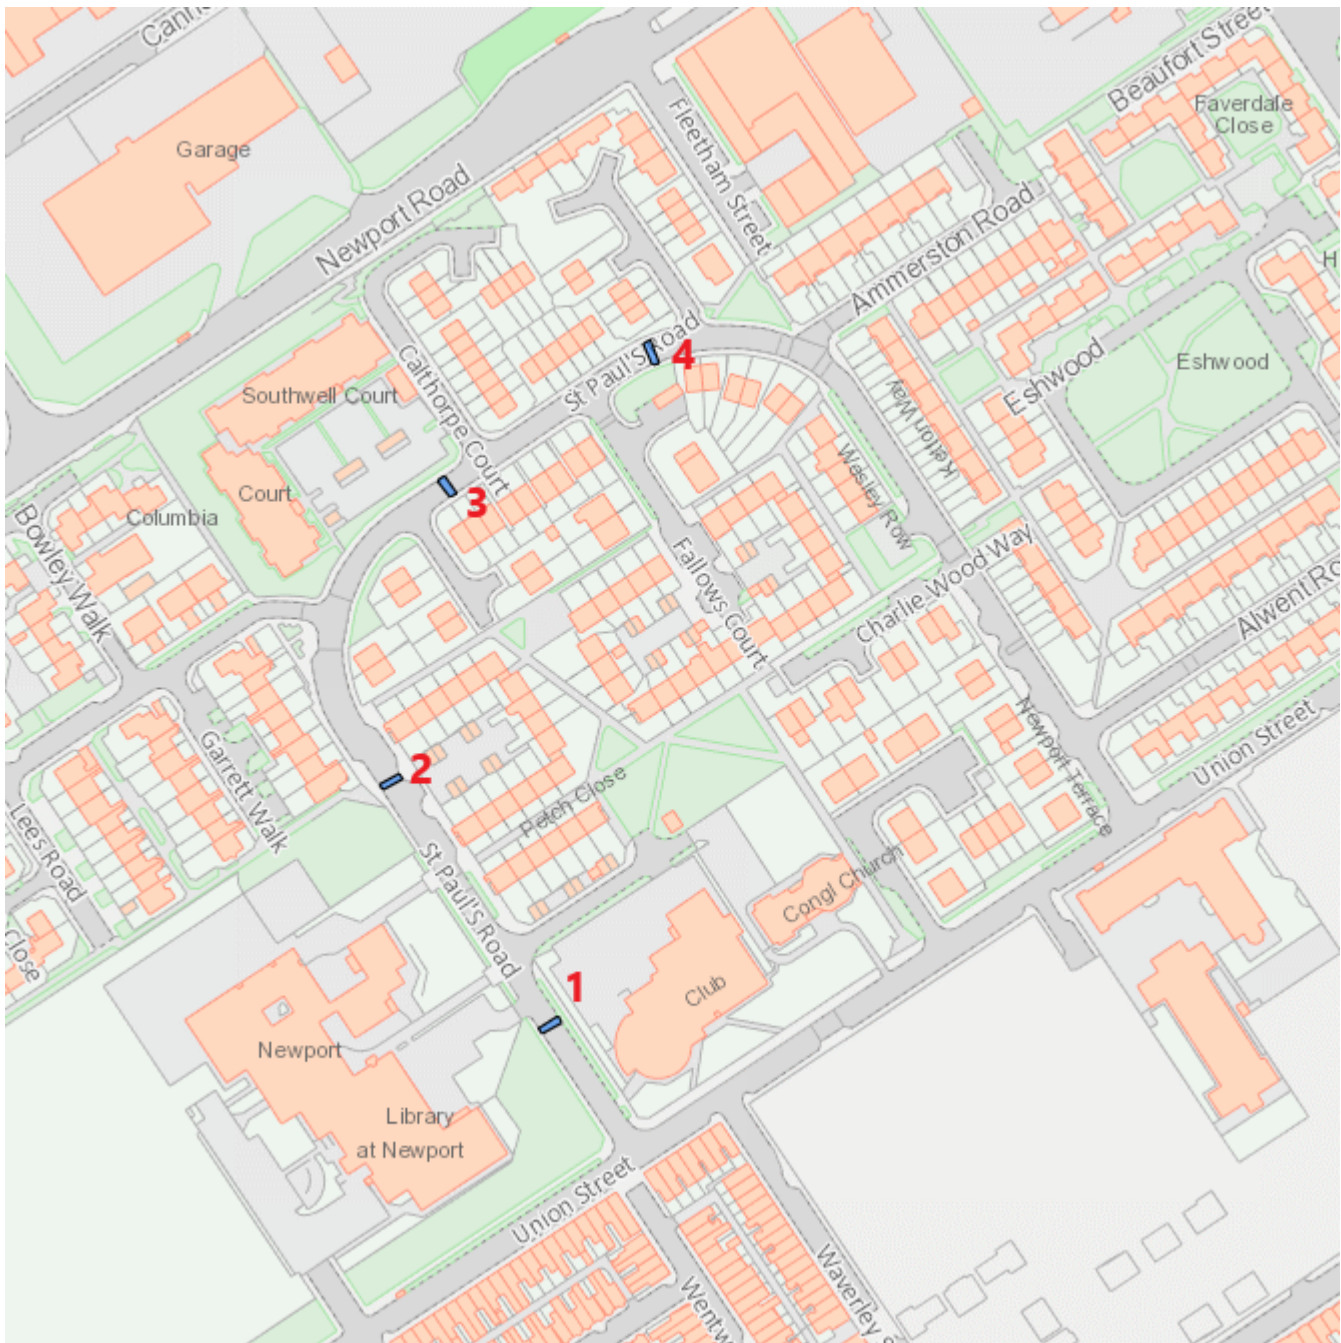 Beaufort Street
Faverdale
Close
Garage
Fleetham Street
Newport Road
Ammerston Road
Eshwood
Eshwood
St Paul'S Road
4
Calthorpe Court
Southwell Court
Kelton Way
Wesley Row
Court
3
Columbia
Bowley Walk
Fallows Court
Charlie Wood Way
Alwent
Garrett Walk
2
Petch Close
Newport Terrace
Union Street
Lees Road
St Paul'S Road
Congl Church
Close
1
Club
Newport
Library
at Newport
Union Street
Waverley